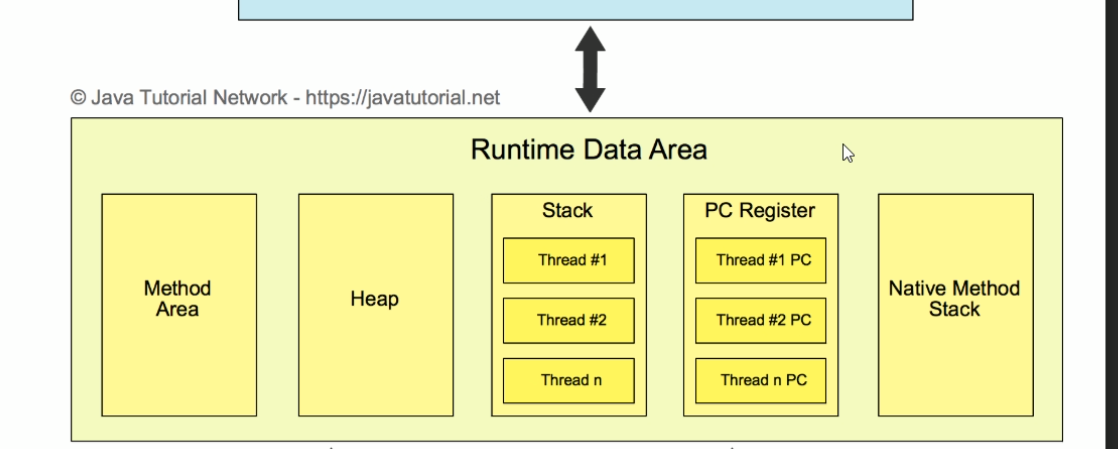 © Java Tutorial Network - https://javatutorial.net
Runtime Data Area
Method
Area
Heap
Stack
Thread #1
Thread #2
Thread n
PC Register
Thread #1 PC
Thread #2 PC
Thread n PC
Native Method
Stack